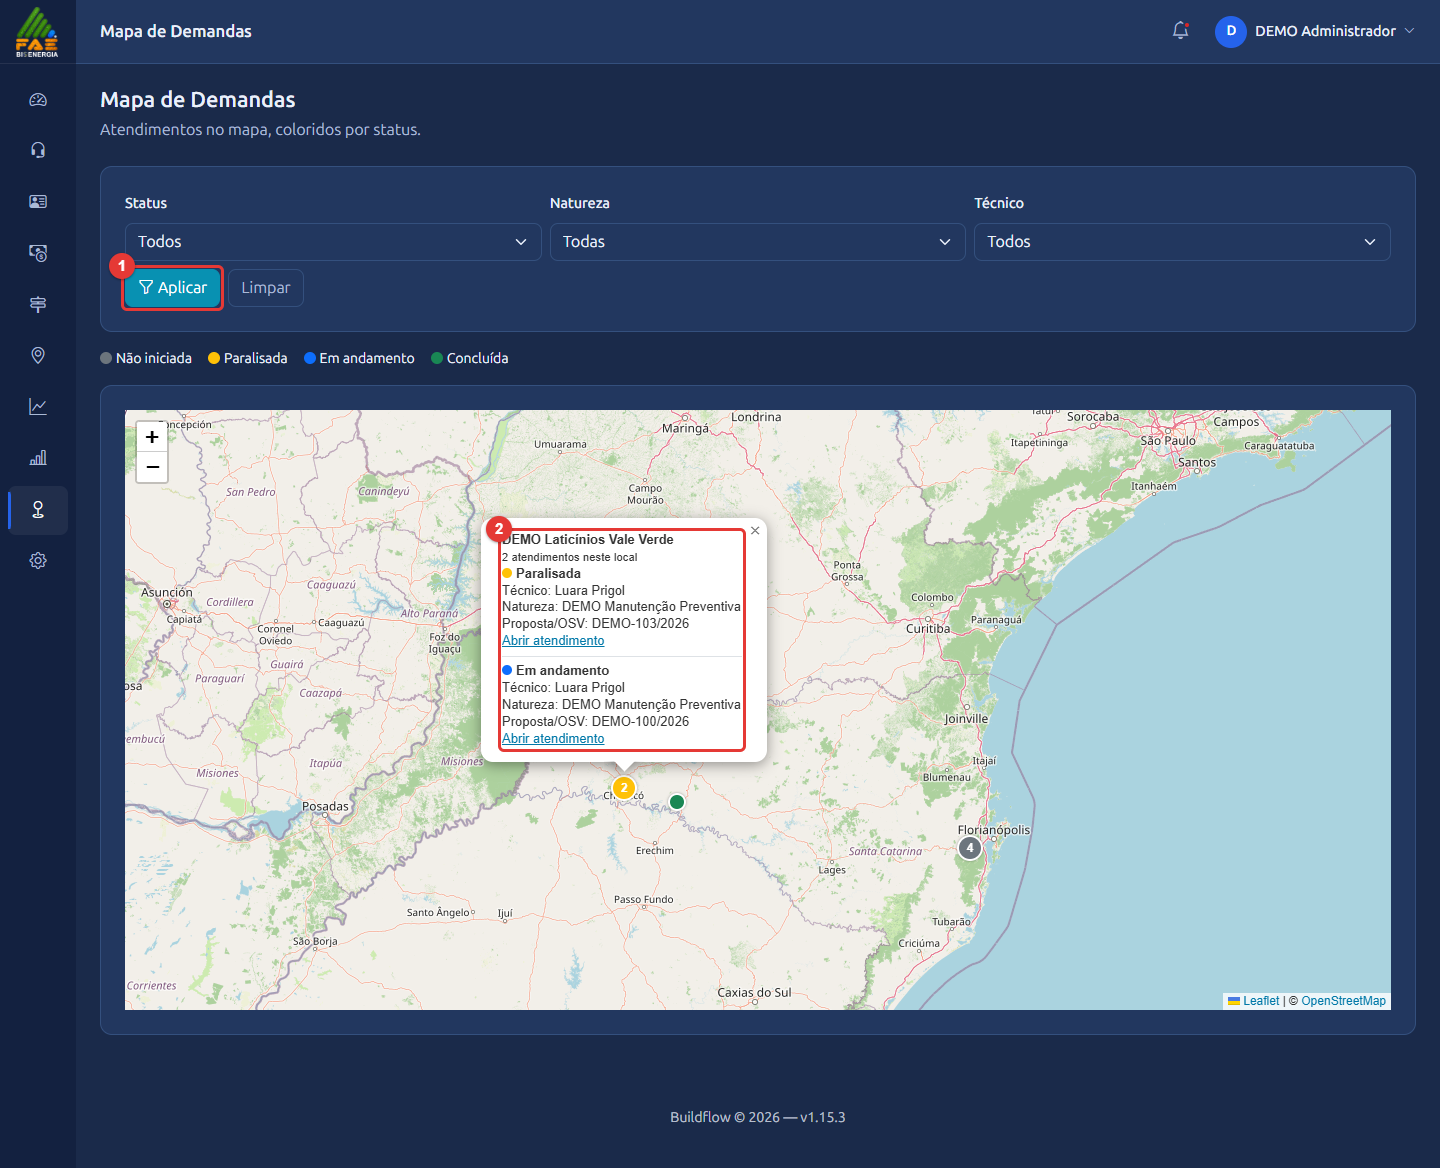 FAE
BISENERGIA
Mapa de Demandas
D
DEMO Administrador
Mapa de Demandas
Atendimentos no mapa, coloridos por status.
Status
Natureza
Técnico
Todos
Todas
Todos
1
Aplicar
Limpar
Não iniciada
Paralisada
Em andamento
Concluída
+
−
Londrina
Maringá
Umuarama
Sorocaba
Campos
Itapetininga
São Paulo
Caraguatatuba
Santos
Itanhaém
San Pedro
Canindeyú
Campo
Mourão
2
DEMO Laticínios Vale Verde
×
2 atendimentos neste local
Paralisada
Técnico: Luara Prigol
Natureza: DEMO Manutenção Preventiva
Proposta/OSV: DEMO-103/2026
Abrir atendimento
Em andamento
Técnico: Luara Prigol
Natureza: DEMO Manutenção Preventiva
Proposta/OSV: DEMO-100/2026
Abrir atendimento
Ponta
Grossa
Colombo
Paranaguá
Curitiba
Asunción
Capiatá
Cordillera
Caaguazú
Coronel
Oviedo
Caaguazú
Alto Paraná
Foz do
Iguaçu
Guairá
Paraguarí
Caazapá
Joinville
Misiones
Itapúa
Misiones
Itajaí
Blumenau
Posadas
2
Florianópolis
4
Erechim
Santa Catarina
Lages
Passo Fundo
Santo Ângelo
Ijuí
Tubarão
Criciúma
São Borja
Corrientes
Caxias do Sul
Leaflet | © OpenStreetMap
Buildflow © 2026 — v1.15.3